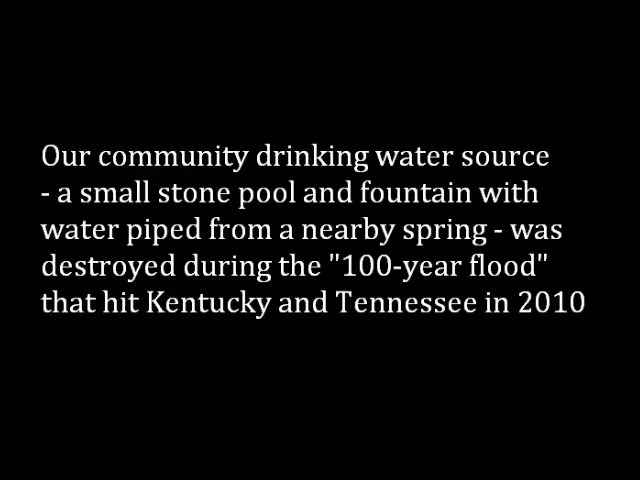 Our community drinking water source
- a small stone pool and fountain with
water piped from a nearby spring - was
destroyed during the "100-year flood"
that hit Kentucky and Tennessee in 2010